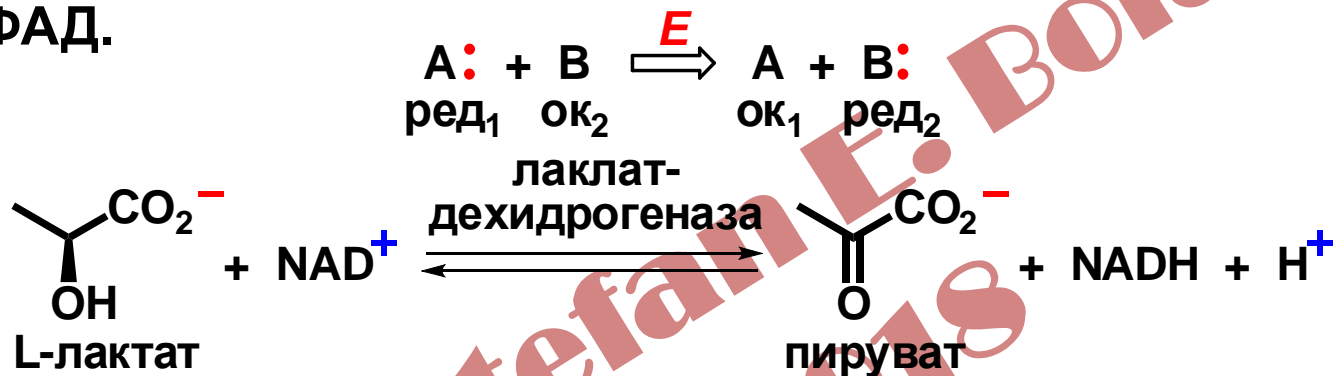 ФАД.
E
A: + B ⇒ A + B:
ред₁ ок₂ ок₁ ред₂
лаклат-
дехидрогеназа
CO₂⁻ CO₂⁻
+ NAD⁺ + NADH + H⁺
OH O
L-лактат пируват